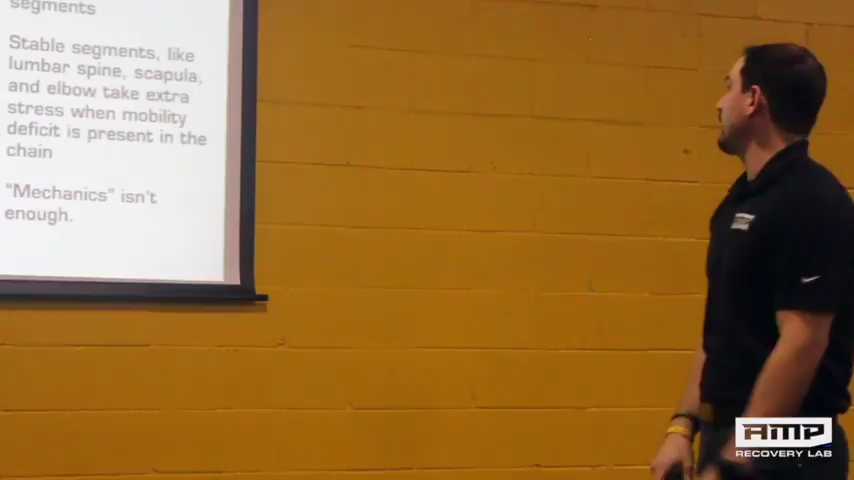 segments
Stable segments, like
lumbar spine, scapula,
and elbow take extra
stress when mobility
deficit is present in the
chain
"Mechanics" isn't
enough.
AMP
RECOVERY LAB